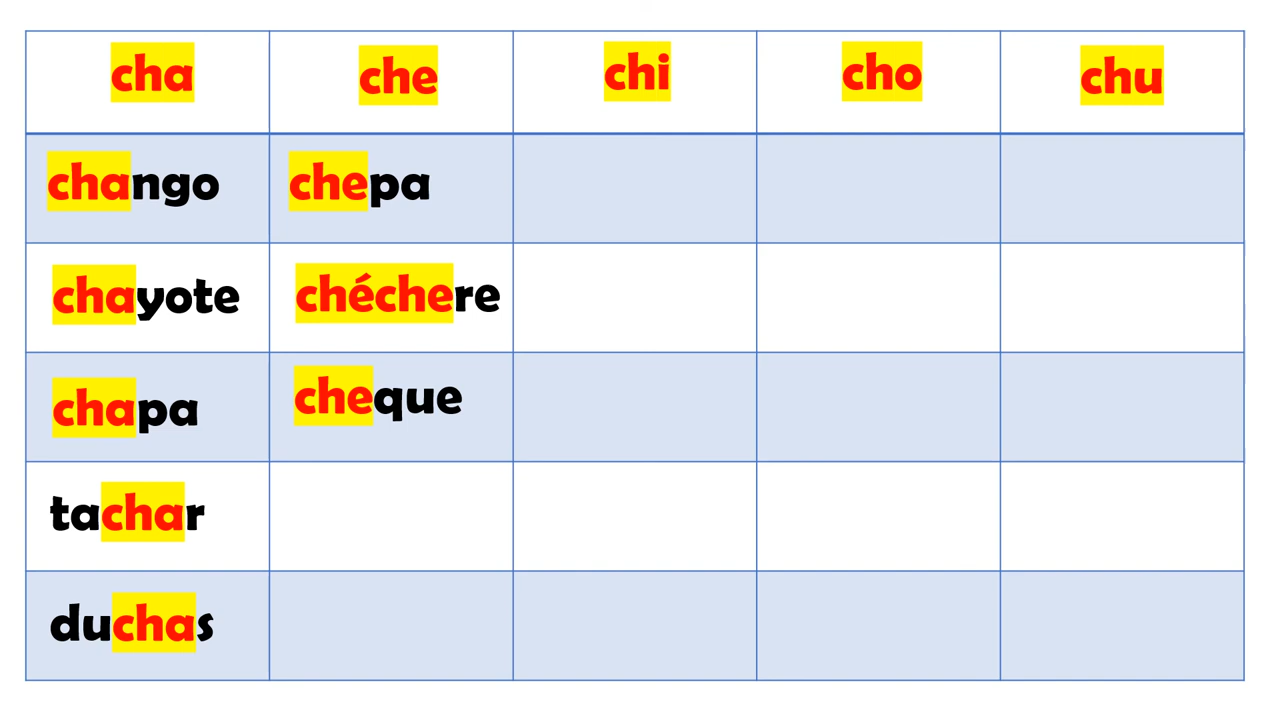 cha che chi cho chu
chango chepa
chayote chéchere
chapa cheque
tachar
duchas